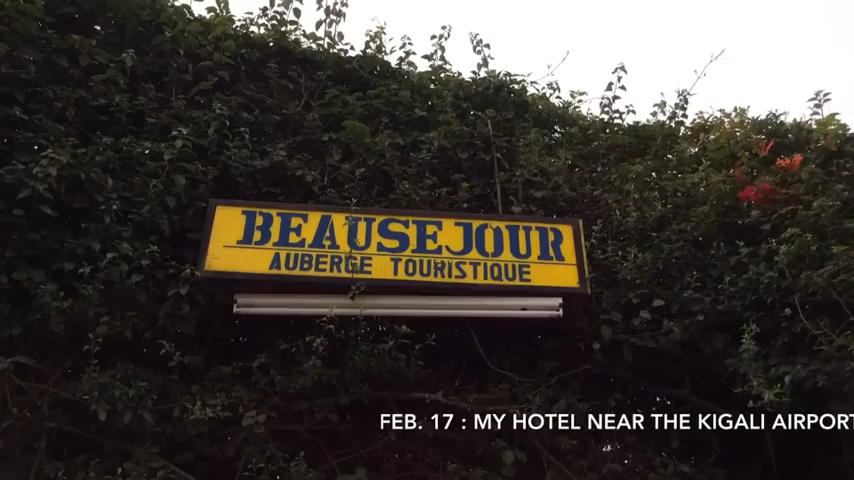 BEAUSEJOUR
AUBERGE TOURISTIQUE
FEB. 17 : MY HOTEL NEAR THE KIGALI AIRPORT